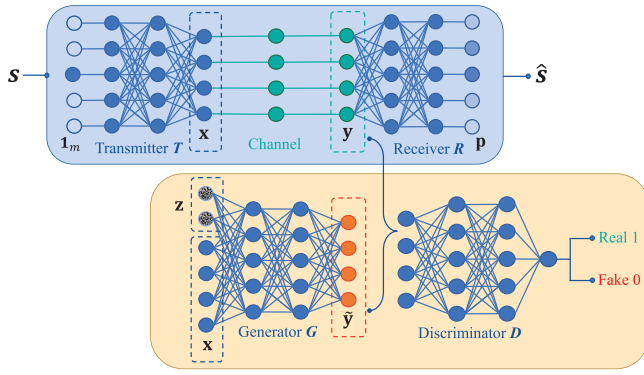 s
ŝ
1ₘ
Transmitter T
x
Channel
y
Receiver R
p
z
x
Generator G
ỹ
Discriminator D
Real 1
Fake 0